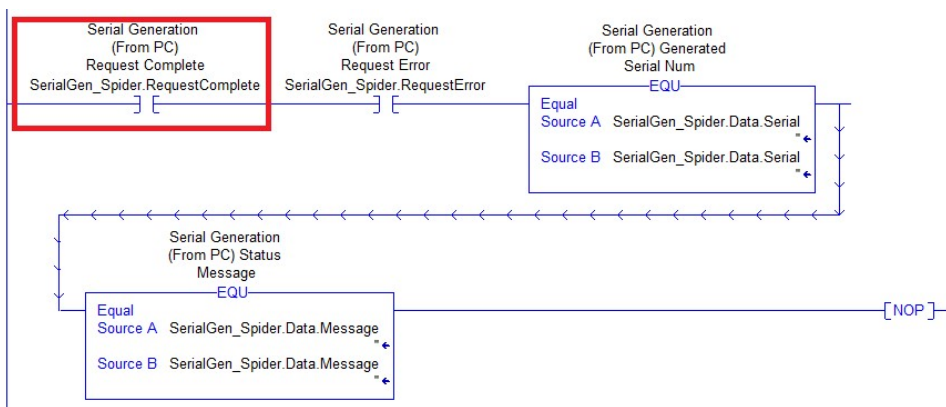 Serial Generation
(From PC)
Request Complete
SerialGen_Spider.RequestComplete
Serial Generation
(From PC)
Request Error
SerialGen_Spider.RequestError
Serial Generation
(From PC) Generated
Serial Num
EQU
Equal
Source A SerialGen_Spider.Data.Serial
''
Source B SerialGen_Spider.Data.Serial
''
Serial Generation
(From PC) Status
Message
EQU
Equal
Source A SerialGen_Spider.Data.Message
''
Source B SerialGen_Spider.Data.Message
''
NOP